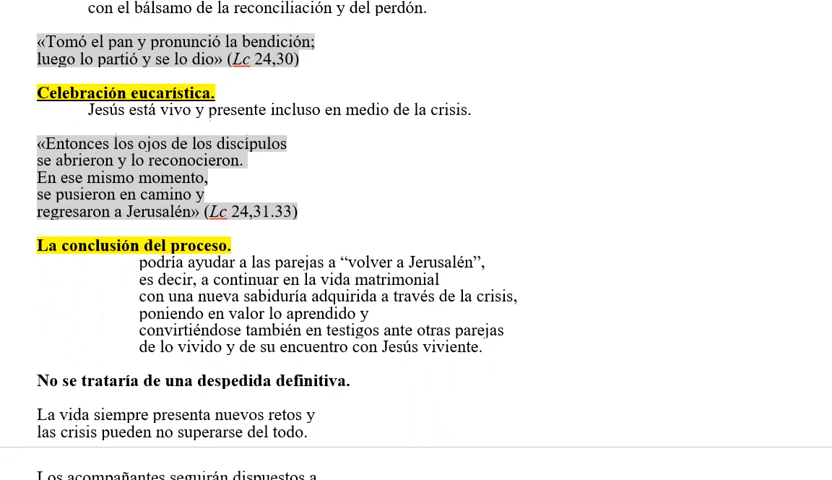 con el bálsamo de la reconciliación y del perdón.
«Tomó el pan y pronunció la bendición;
luego lo partió y se lo dio» (Lc 24,30)
Celebración eucarística.
Jesús está vivo y presente incluso en medio de la crisis.
«Entonces los ojos de los discípulos
se abrieron y lo reconocieron.
En ese mismo momento,
se pusieron en camino y
regresaron a Jerusalén» (Lc 24,31.33)
La conclusión del proceso.
podría ayudar a las parejas a “volver a Jerusalén”,
es decir, a continuar en la vida matrimonial
con una nueva sabiduría adquirida a través de la crisis,
poniendo en valor lo aprendido y
convirtiéndose también en testigos ante otras parejas
de lo vivido y de su encuentro con Jesús viviente.
No se trataría de una despedida definitiva.
La vida siempre presenta nuevos retos y
las crisis pueden no superarse del todo.
Los acompañantes seguirán dispuestos a